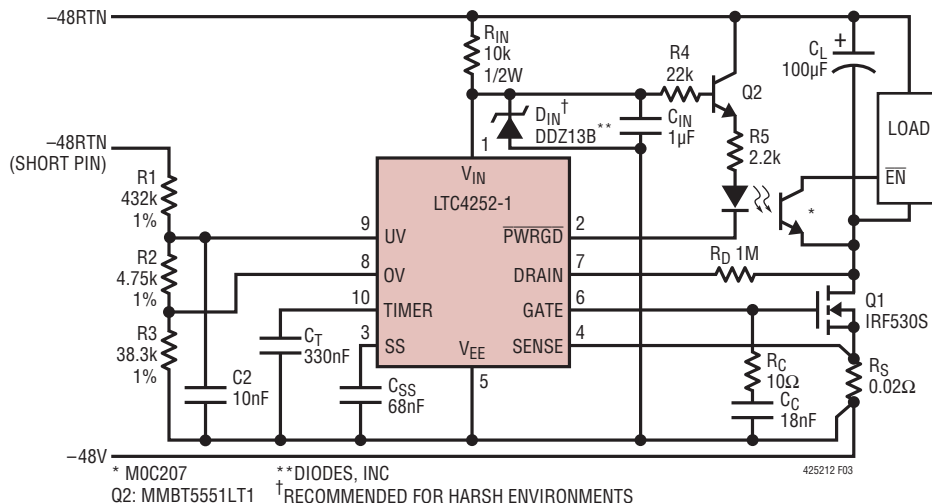 –48RTN
RIN
10k
1/2W
R4
22k
Q2
+
CL
100µF
DIN†
DDZ13B**
CIN
1µF
R5
2.2k
LOAD
EN
–48RTN
(SHORT PIN)
R1
432k
1%
1
VIN
LTC4252-1
*
9
UV
PWRGD
2
R2
4.75k
1%
8
OV
DRAIN
7
RD 1M
10
TIMER
GATE
6
Q1
IRF530S
R3
38.3k
1%
CT
330nF
3
SS
VEE
SENSE
4
5
C2
10nF
CSS
68nF
RC
10Ω
CC
18nF
RS
0.02Ω
–48V
* M0C207
**DIODES, INC
425212 F03
Q2: MMBT5551LT1
†RECOMMENDED FOR HARSH ENVIRONMENTS